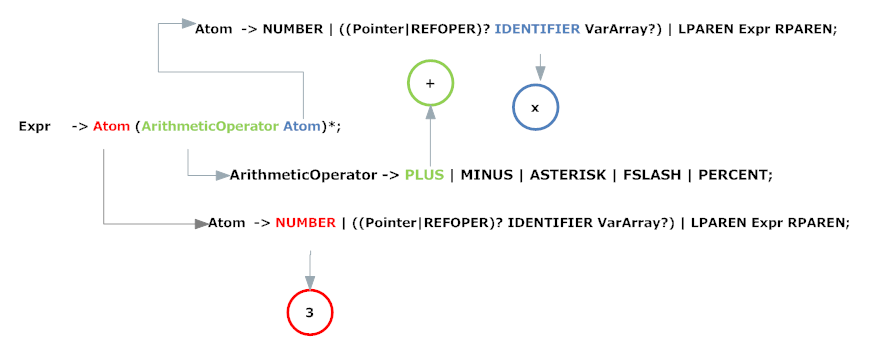 Atom -> NUMBER | ((Pointer|REFOPER)? IDENTIFIER VarArray?) | LPAREN Expr RPAREN;
+
x
Expr -> Atom (ArithmeticOperator Atom)*;
ArithmeticOperator -> PLUS | MINUS | ASTERISK | FSLASH | PERCENT;
Atom -> NUMBER | ((Pointer|REFOPER)? IDENTIFIER VarArray?) | LPAREN Expr RPAREN;
3